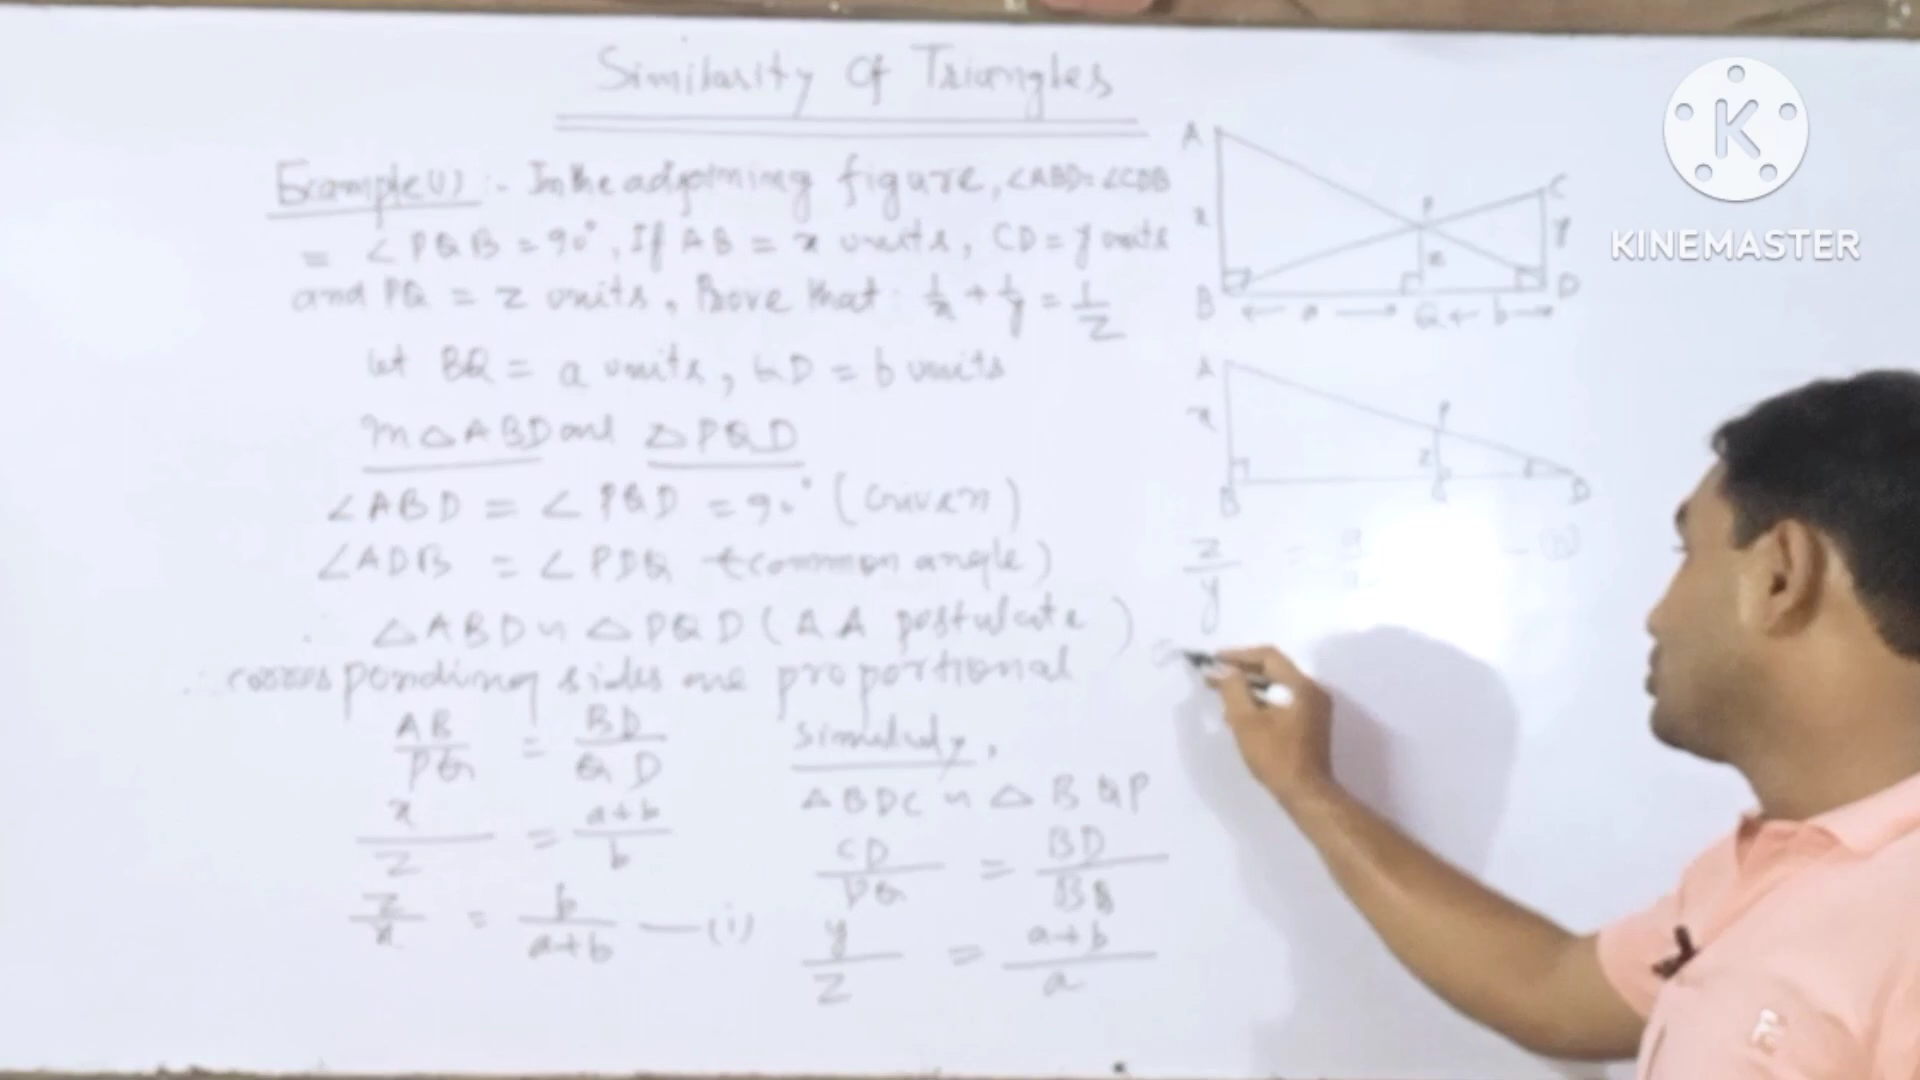 Similarity Of Triangles
Example(1) :- In the adjoining figure, ∠ABD = ∠CDB
= ∠PQB = 90°, If AB = x units, CD = y units
and PQ = z units, Prove that : 1/x + 1/y = 1/z
let BQ = a units, QD = b units
In △ABD and △PQD
∠ABD = ∠PQD = 90° (Given)
∠ADB = ∠PDQ (common angle)
∴ △ABD ~ △PQD (AA postulate)
∴ corresponding sides are proportional
AB/PQ = BD/QD
x/z = a+b/b
z/x = b/a+b —(i)
Similarly,
△BDC ~ △BQP
CD/PQ = BD/BQ
y/z = a+b/a
A
x
B
P
z
C
y
D
← a → Q ← b →
A
x
B
P
z
Q
D
z/y =
K
KINEMASTER